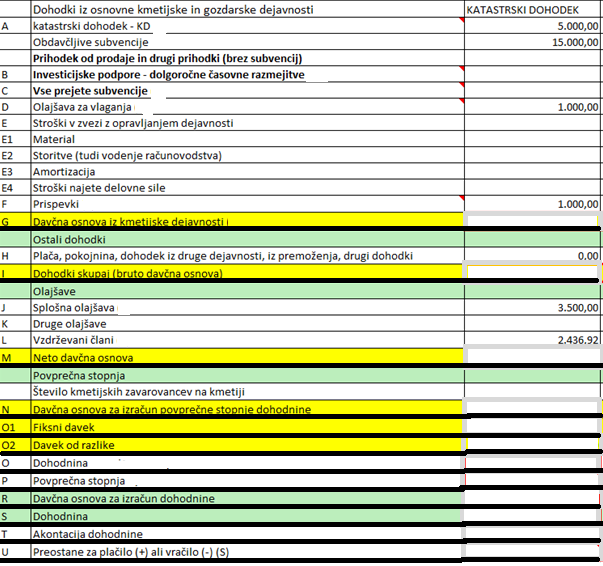 Dohodki iz osnovne kmetijske in gozdarske dejavnosti KATASTRSKI DOHODEK
A katastrski dohodek - KD 5.000,00
Obdavčljive subvencije 15.000,00
Prihodek od prodaje in drugi prihodki (brez subvencij)
B Investicijske podpore - dolgoročne časovne razmejitve
C Vse prejete subvencije
D Olajšava za vlaganja 1.000,00
E Stroški v zvezi z opravljanjem dejavnosti
E1 Material
E2 Storitve (tudi vodenje računovodstva)
E3 Amortizacija
E4 Stroški najete delovne sile
F Prispevki 1.000,00
G Davčna osnova iz kmetijske dejavnosti
Ostali dohodki
H Plača, pokojnina, dohodek iz druge dejavnosti, iz premoženja, drugi dohodki 0,00
I Dohodki skupaj (bruto davčna osnova)
Olajšave
J Splošna olajšava 3.500,00
K Druge olajšave
L Vzdrževani člani 2.436,92
M Neto davčna osnova
Povprečna stopnja
Število kmetijskih zavarovancev na kmetiji
N Davčna osnova za izračun povprečne stopnje dohodnine
O1 Fiksni davek
O2 Davek od razlike
O Dohodnina
P Povprečna stopnja
R Davčna osnova za izračun dohodnine
S Dohodnina
T Akontacija dohodnine
U Preostane za plačilo (+) ali vračilo (-) (S)